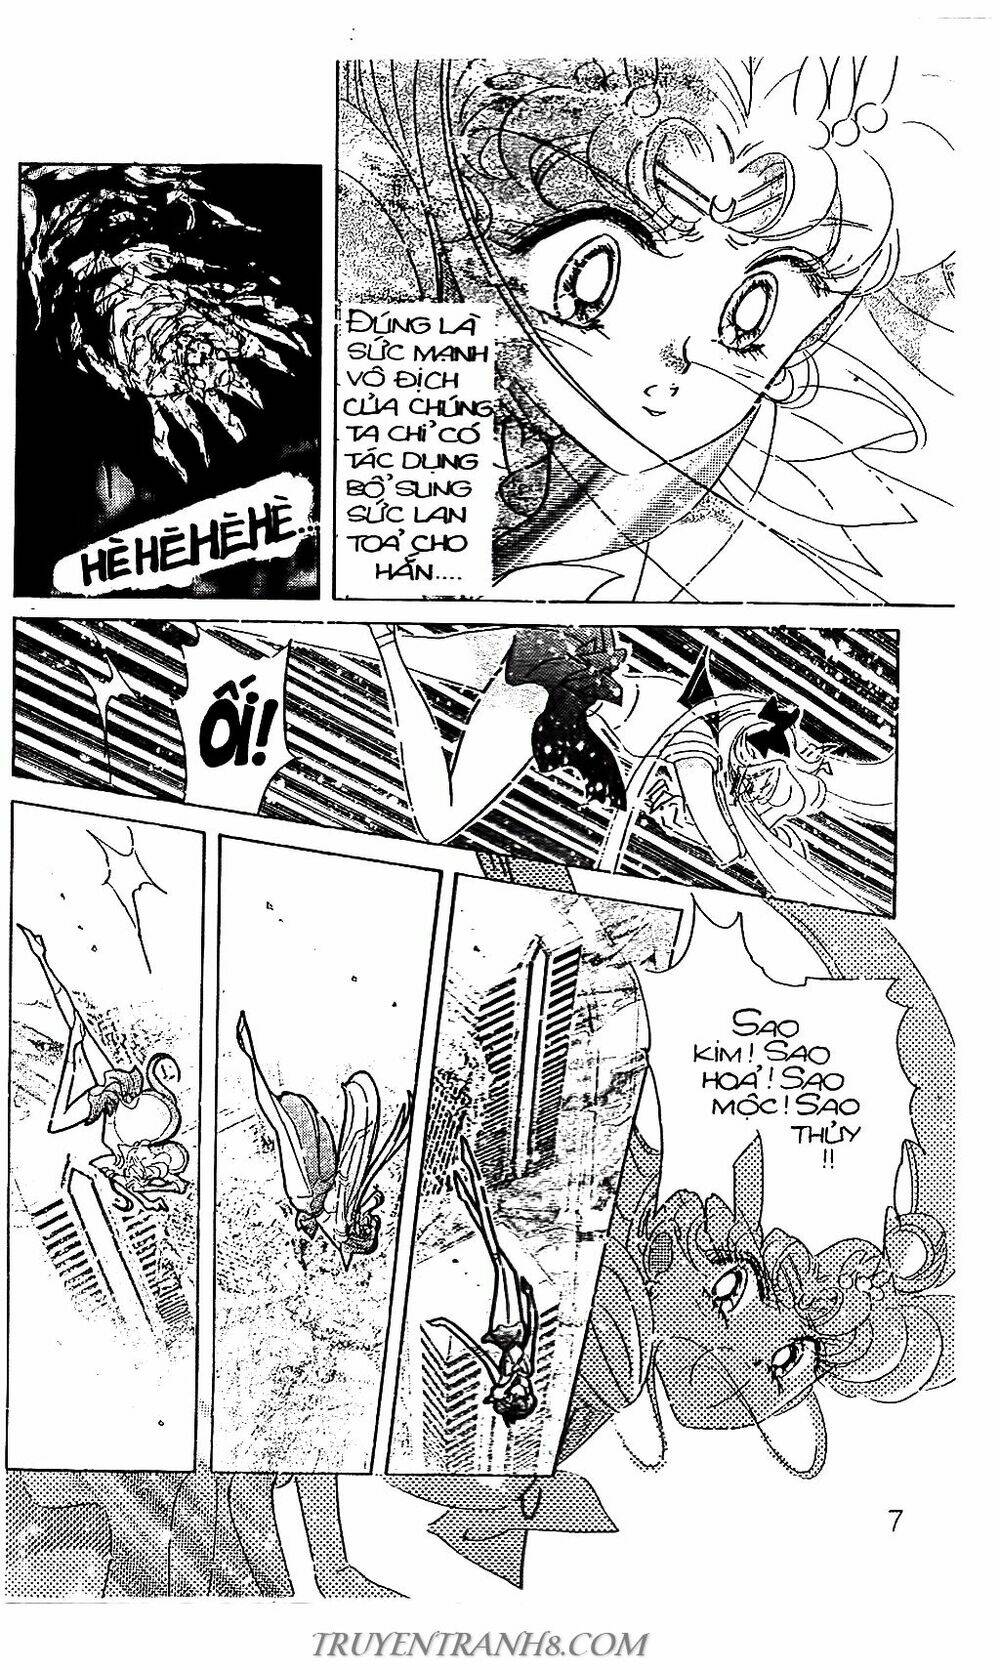 ĐÚNG LÀ
SỨC MẠNH
VÔ ĐỊCH
CỦA CHÚNG
TA CHỈ CÓ
TÁC DỤNG
BỔ SUNG
SỨC LAN
TOẢ CHO
HẮN....
HÈHÈHÈHÈ...
ỐI!
SAO
KIM! SAO
HOẢ! SAO
MỘC! SAO
THỦY
!!
7
TRUYENTRANH8.COM